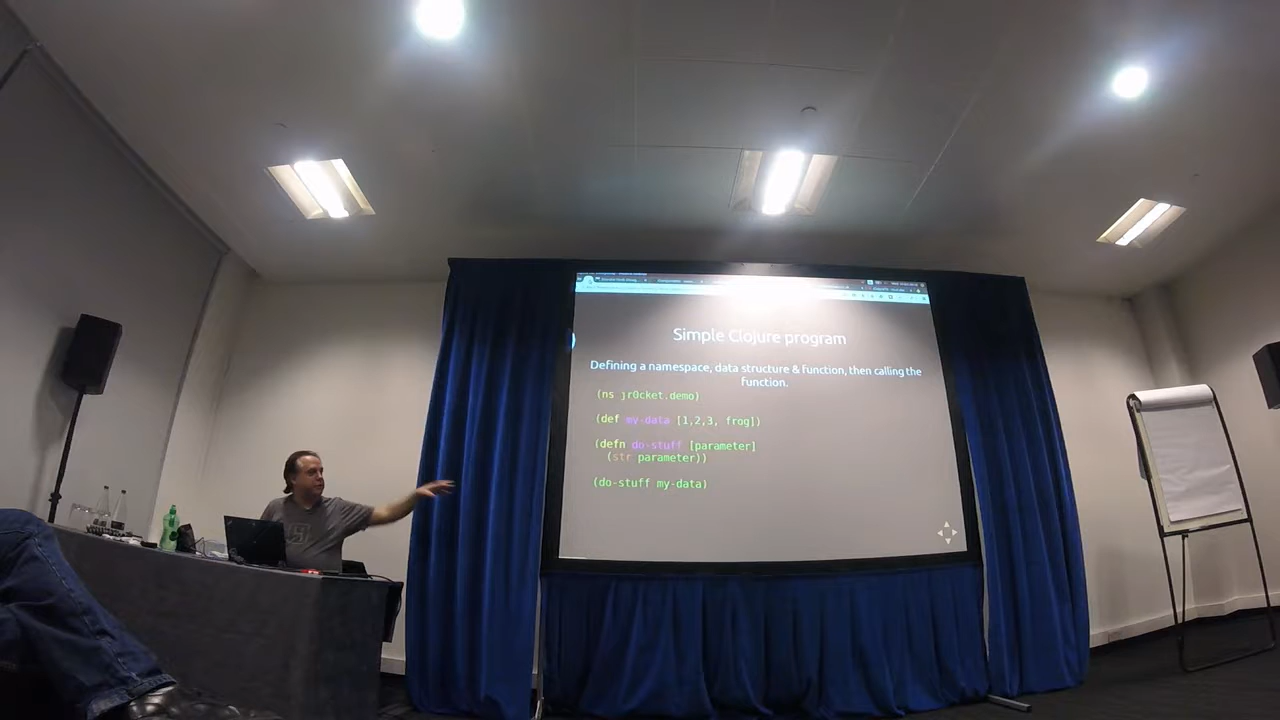 Simple Clojure program
Defining a namespace, data structure & function, then calling the
function.
(ns jr0cket.demo)
(def my-data [1,2,3, frog])
(defn do-stuff [parameter]
(str parameter))
(do-stuff my-data)